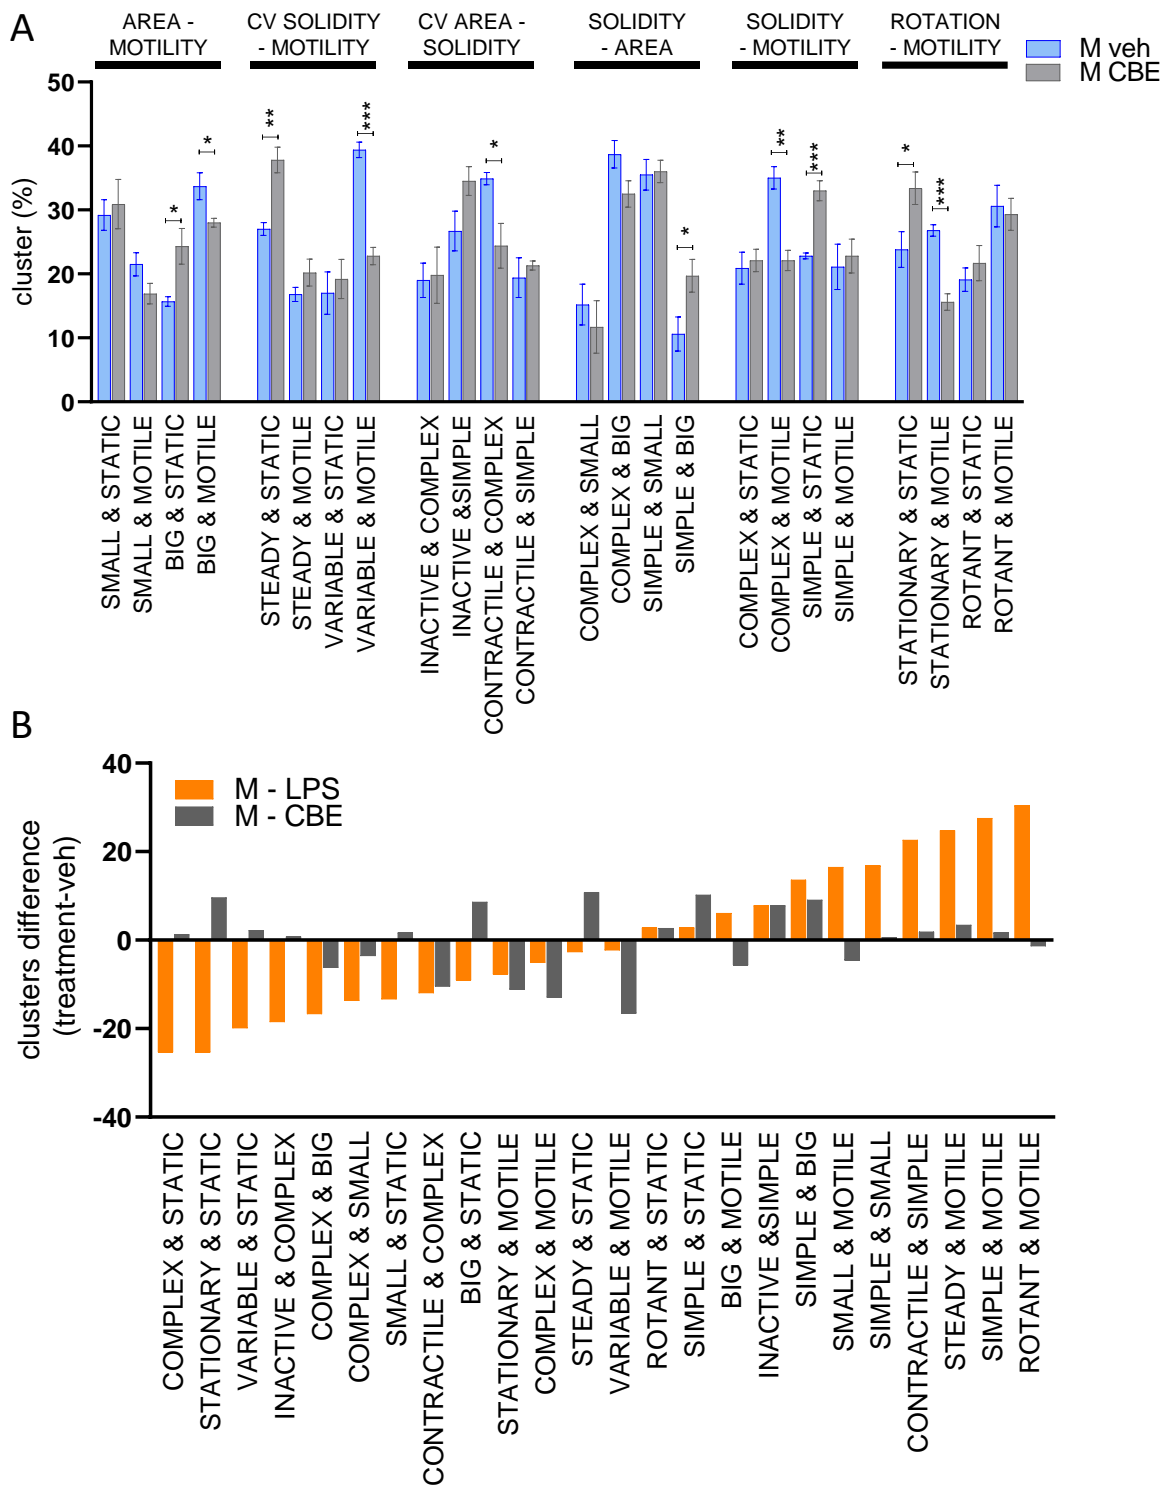 A
AREA -
MOTILITY
CV SOLIDITY
- MOTILITY
CV AREA -
SOLIDITY
SOLIDITY
- AREA
SOLIDITY
- MOTILITY
ROTATION
- MOTILITY
M veh
M CBE
cluster (%)
50
40
30
20
10
0
*
*
**
***
*
*
**
***
*
***
SMALL & STATIC
SMALL & MOTILE
BIG & STATIC
BIG & MOTILE
STEADY & STATIC
STEADY & MOTILE
VARIABLE & STATIC
VARIABLE & MOTILE
INACTIVE & COMPLEX
INACTIVE &SIMPLE
CONTRACTILE & COMPLEX
CONTRACTILE & SIMPLE
COMPLEX & SMALL
COMPLEX & BIG
SIMPLE & SMALL
SIMPLE & BIG
COMPLEX & STATIC
COMPLEX & MOTILE
SIMPLE & STATIC
SIMPLE & MOTILE
STATIONARY & STATIC
STATIONARY & MOTILE
ROTANT & STATIC
ROTANT & MOTILE
B
M - LPS
M - CBE
clusters difference
(treatment-veh)
40
20
0
-20
-40
COMPLEX & STATIC
STATIONARY & STATIC
VARIABLE & STATIC
INACTIVE & COMPLEX
COMPLEX & BIG
COMPLEX & SMALL
SMALL & STATIC
CONTRACTILE & COMPLEX
BIG & STATIC
STATIONARY & MOTILE
COMPLEX & MOTILE
STEADY & STATIC
VARIABLE & MOTILE
ROTANT & STATIC
SIMPLE & STATIC
BIG & MOTILE
INACTIVE &SIMPLE
SIMPLE & BIG
SMALL & MOTILE
SIMPLE & SMALL
CONTRACTILE & SIMPLE
STEADY & MOTILE
SIMPLE & MOTILE
ROTANT & MOTILE